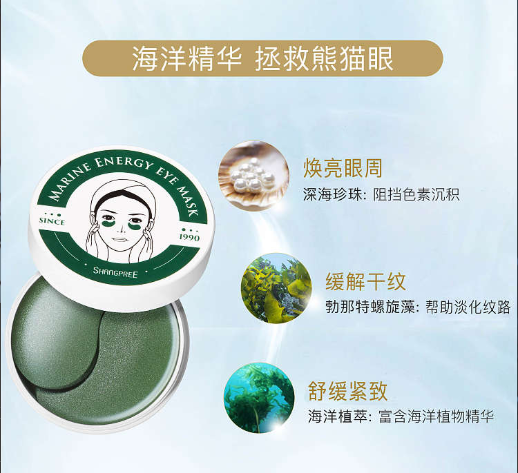 海洋精华 拯救熊猫眼
MARINE ENERGY EYE MASK
SINCE
1990
SHANGPREE
焕亮眼周
深海珍珠: 阻挡色素沉积
缓解干纹
勃那特螺旋藻: 帮助淡化纹路
舒缓紧致
海洋植萃: 富含海洋植物精华